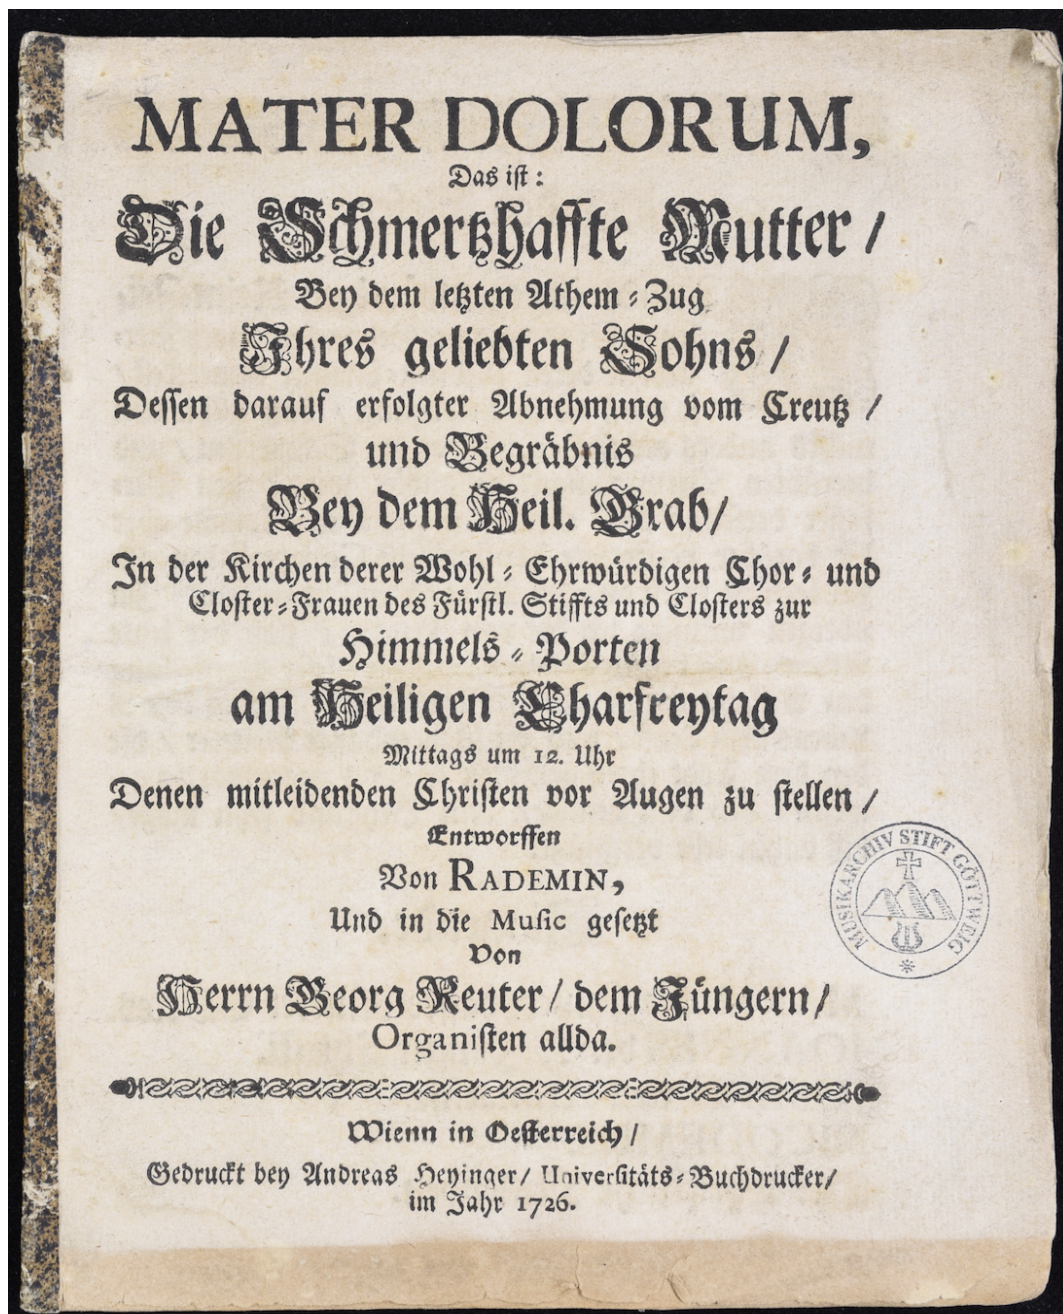 MATER DOLORUM,
Das ist:
Die Schmertzhaffte Mutter /
Bey dem letzten Athem-Zug
Ihres geliebten Sohns /
Dessen darauf erfolgter Abnehmung vom Creutz /
und Begräbnis
Bey dem Heil. Grab /
In der Kirchen derer Wohl-Ehrwürdigen Chor- und
Closter-Frauen des Fürstl. Stiffts und Closters zur
Himmels-Porten
am Heiligen Charfreytag
Mittags um 12. Uhr
Denen mitleidenden Christen vor Augen zu stellen /
Entworffen
Von RADEMIN,
Und in die Music gesetzt
Von
Herrn Georg Reuter / dem Jüngern /
Organisten allda.
MUSIKARCHIV STIFT GÖTTWEIG
Wienn in Oesterreich /
Gedruckt bey Andreas Heyinger / Universitäts-Buchdrucker /
im Jahr 1726.